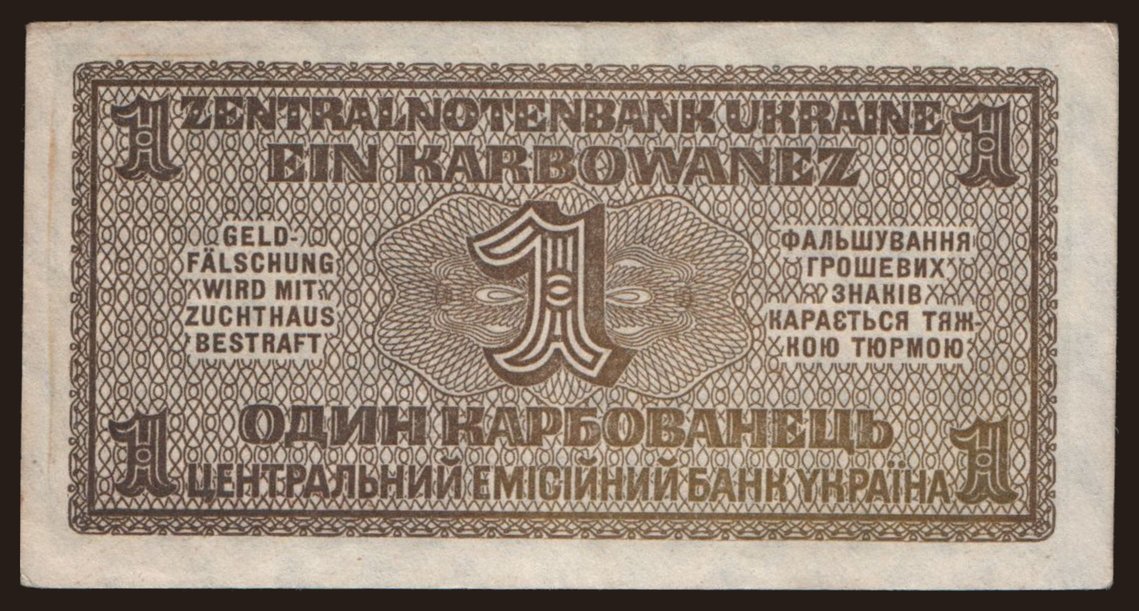 1 ZENTRALNOTENBANK UKRAINE 1
EIN KARBOWANEZ
GELD-
FÄLSCHUNG
WIRD MIT
ZUCHTHAUS
BESTRAFT
1
ФАЛЬШУВАННЯ
ГРОШЕВИХ
ЗНАКІВ
КАРАЄТЬСЯ ТЯЖ-
КОЮ ТЮРМОЮ
ОДИН КАРБОВАНЕЦЬ
1 ЦЕНТРАЛЬНИЙ ЕМІСІЙНИЙ БАНК УКРАЇНА 1